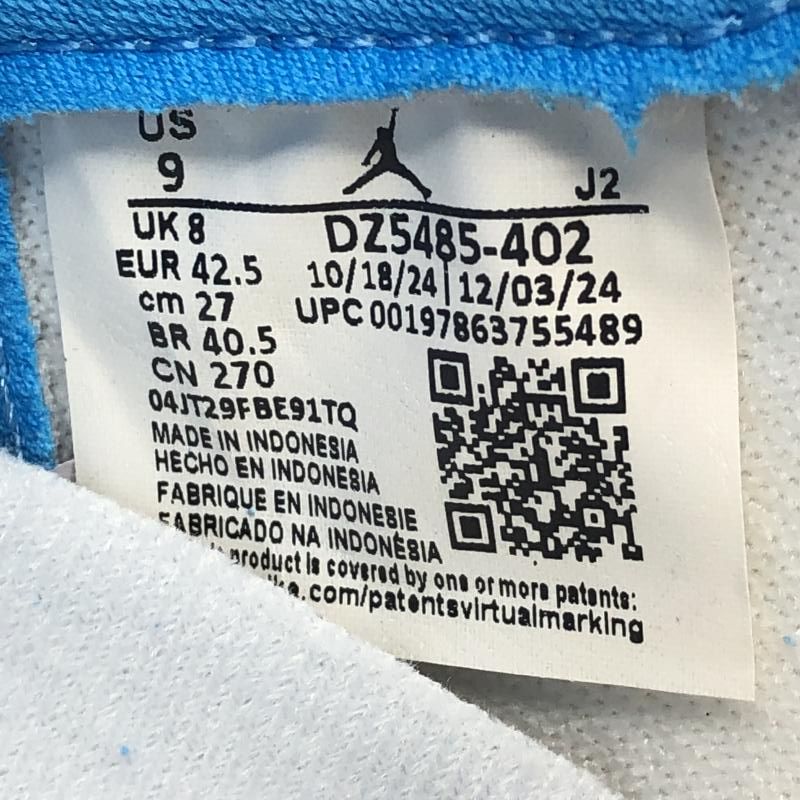 US
9
J2
UK 8
DZ5485-402
EUR 42.5
10/18/24 | 12/03/24
cm 27
UPC 00197863755489
BR 40.5
CN 270
04JT29FBE91TQ
MADE IN INDONESIA
HECHO EN INDONESIA
FABRIQUE EN INDONESIE
FABRICADO NA INDONÉSIA
product is covered by one or more patents:
.com/patentsvirtualmarking